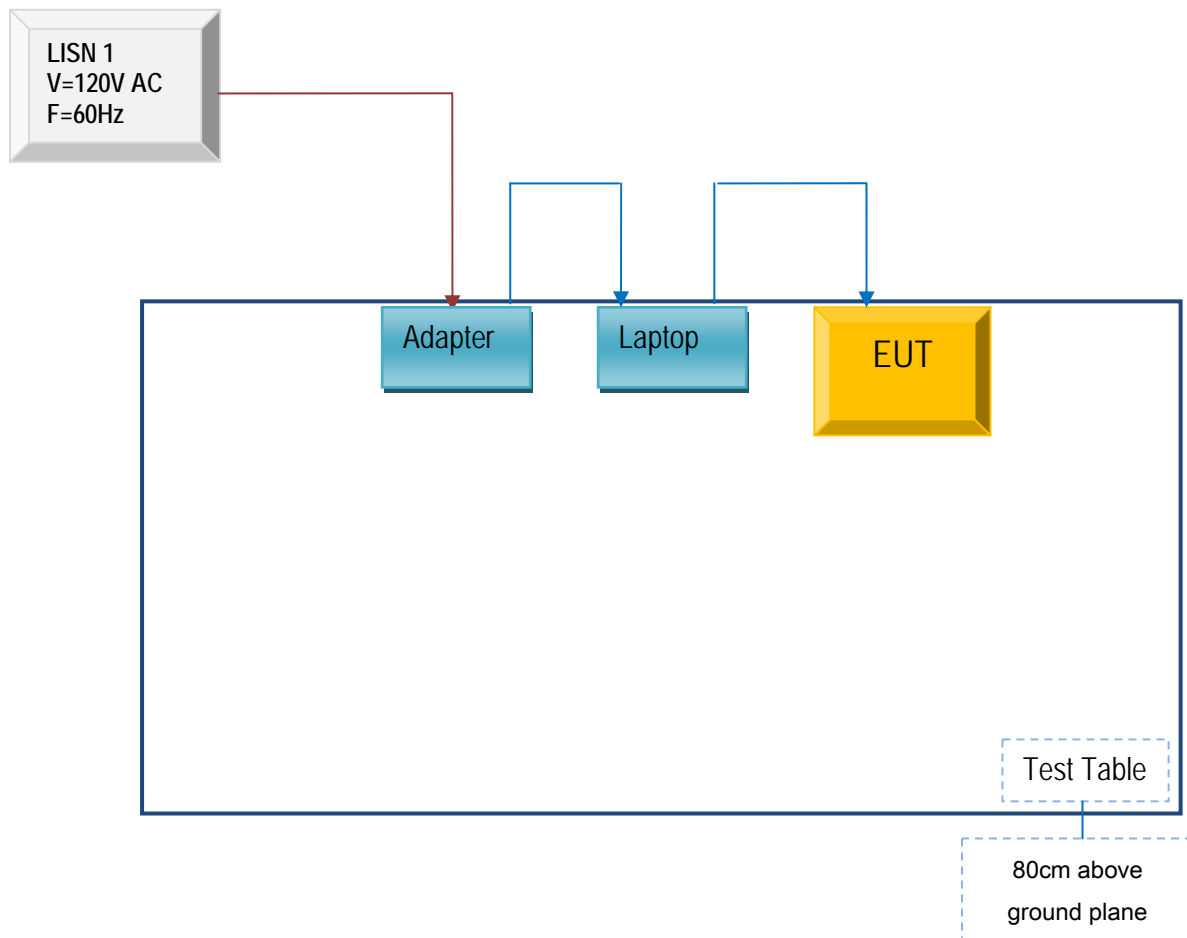 LISN 1
V=120V AC
F=60Hz
Adapter
Laptop
EUT
Test Table
80cm above
ground plane